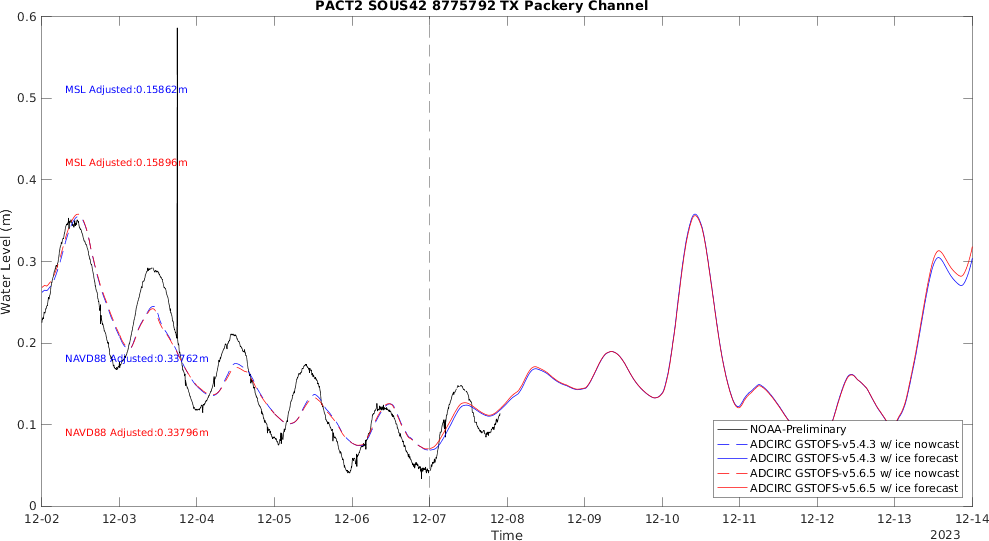 PACT2 SOUS42 8775792 TX Packery Channel
0.6
0.5
0.4
0.3
0.2
0.1
0
Water Level (m)
MSL Adjusted:0.15862m
MSL Adjusted:0.15896m
NAVD88 Adjusted:0.33762m
NAVD88 Adjusted:0.33796m
NOAA-Preliminary
ADCIRC GSTOFS-v5.4.3 w/ ice nowcast
ADCIRC GSTOFS-v5.4.3 w/ ice forecast
ADCIRC GSTOFS-v5.6.5 w/ ice nowcast
ADCIRC GSTOFS-v5.6.5 w/ ice forecast
12-02 12-03 12-04 12-05 12-06 12-07 12-08 12-09 12-10 12-11 12-12 12-13 12-14
Time
2023